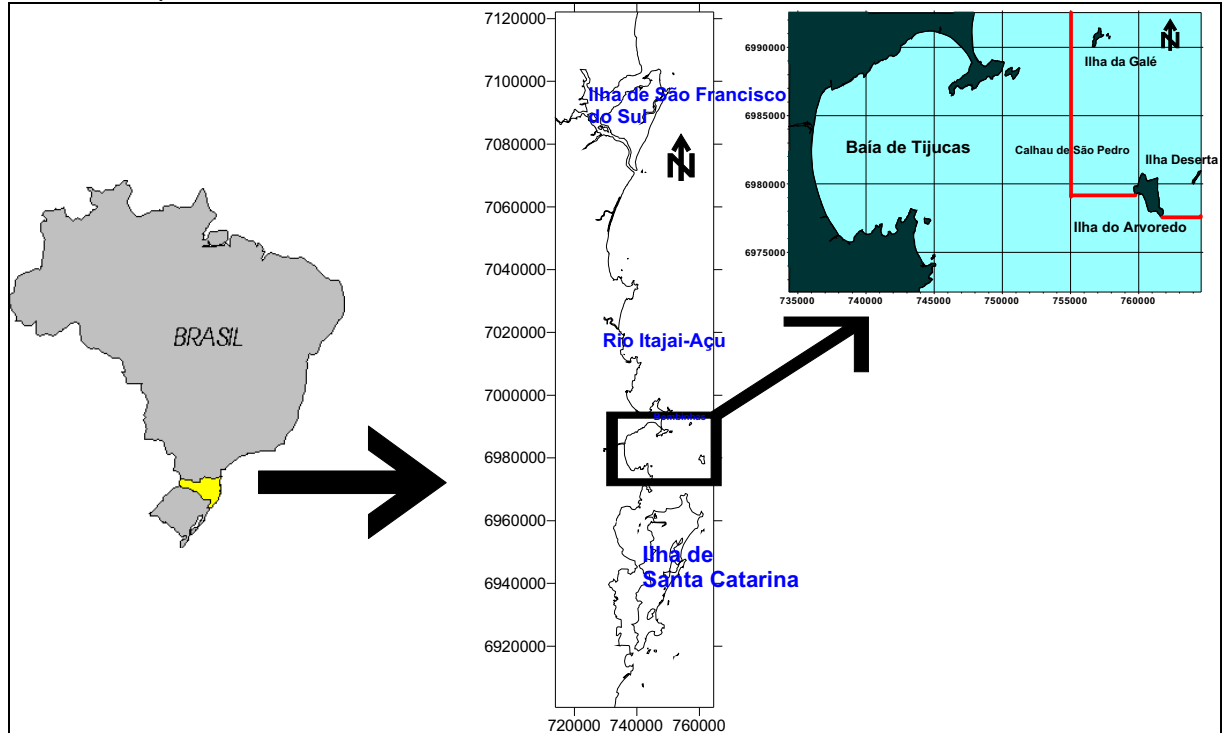 BRASIL
7120000
7100000
7080000
7060000
7040000
7020000
7000000
6980000
6960000
6940000
6920000
720000 740000 760000
Ilha de São Francisco
do Sul
N
Rio Itajai-Açu
Ilha de
Santa Catarina
6990000
6985000
6980000
6975000
735000 740000 745000 750000 755000 760000
N
Ilha da Galé
Baía de Tijucas
Calhau de São Pedro
Ilha Deserta
Ilha do Arvoredo